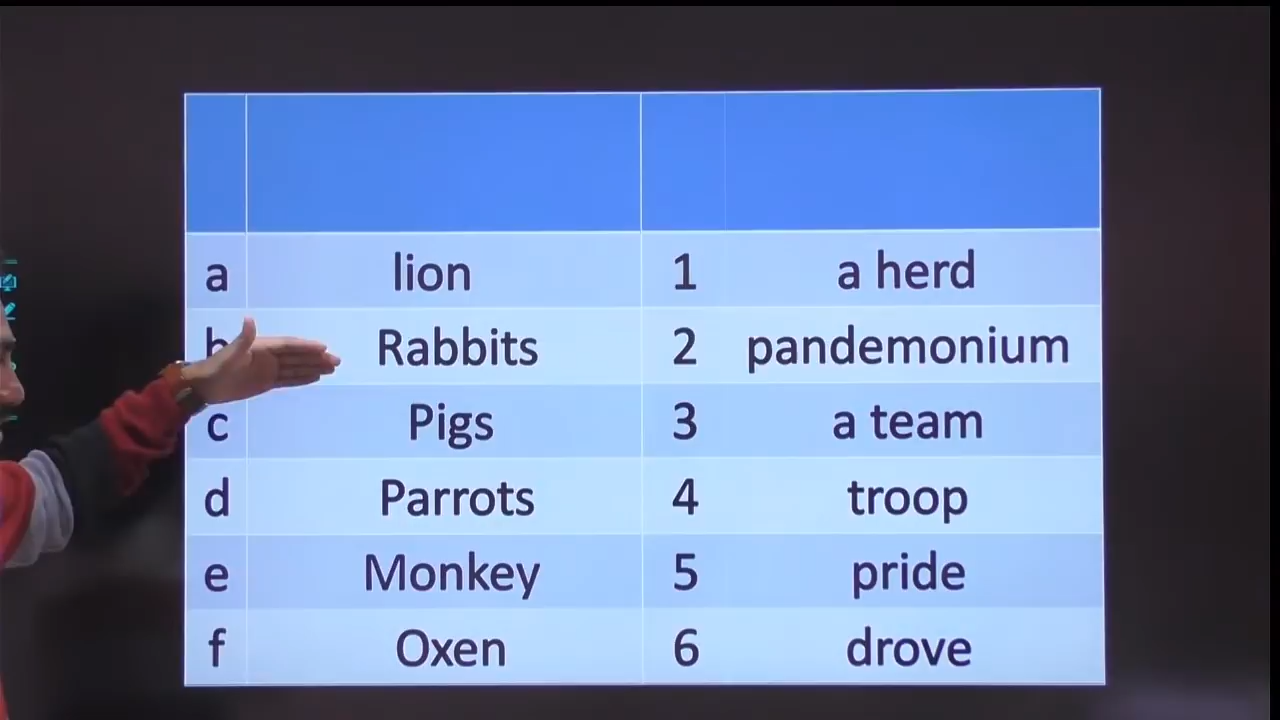 a lion 1 a herd
b Rabbits 2 pandemonium
c Pigs 3 a team
d Parrots 4 troop
e Monkey 5 pride
f Oxen 6 drove